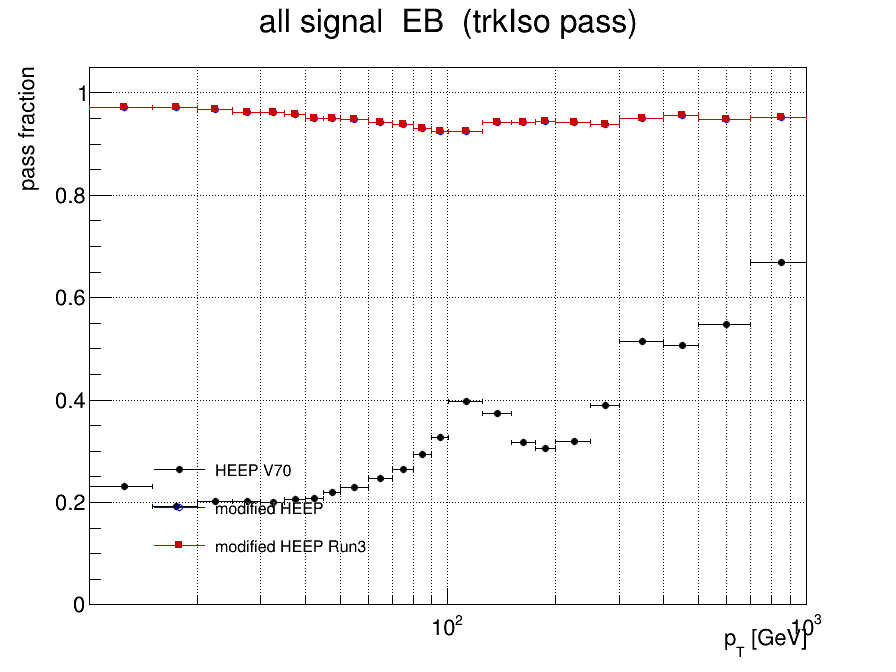 all signal EB (trkIso pass)
pass fraction
1
0.8
0.6
0.4
0.2
0
HEEP V70
modified HEEP
modified HEEP Run3
10²
10³
p_T [GeV]